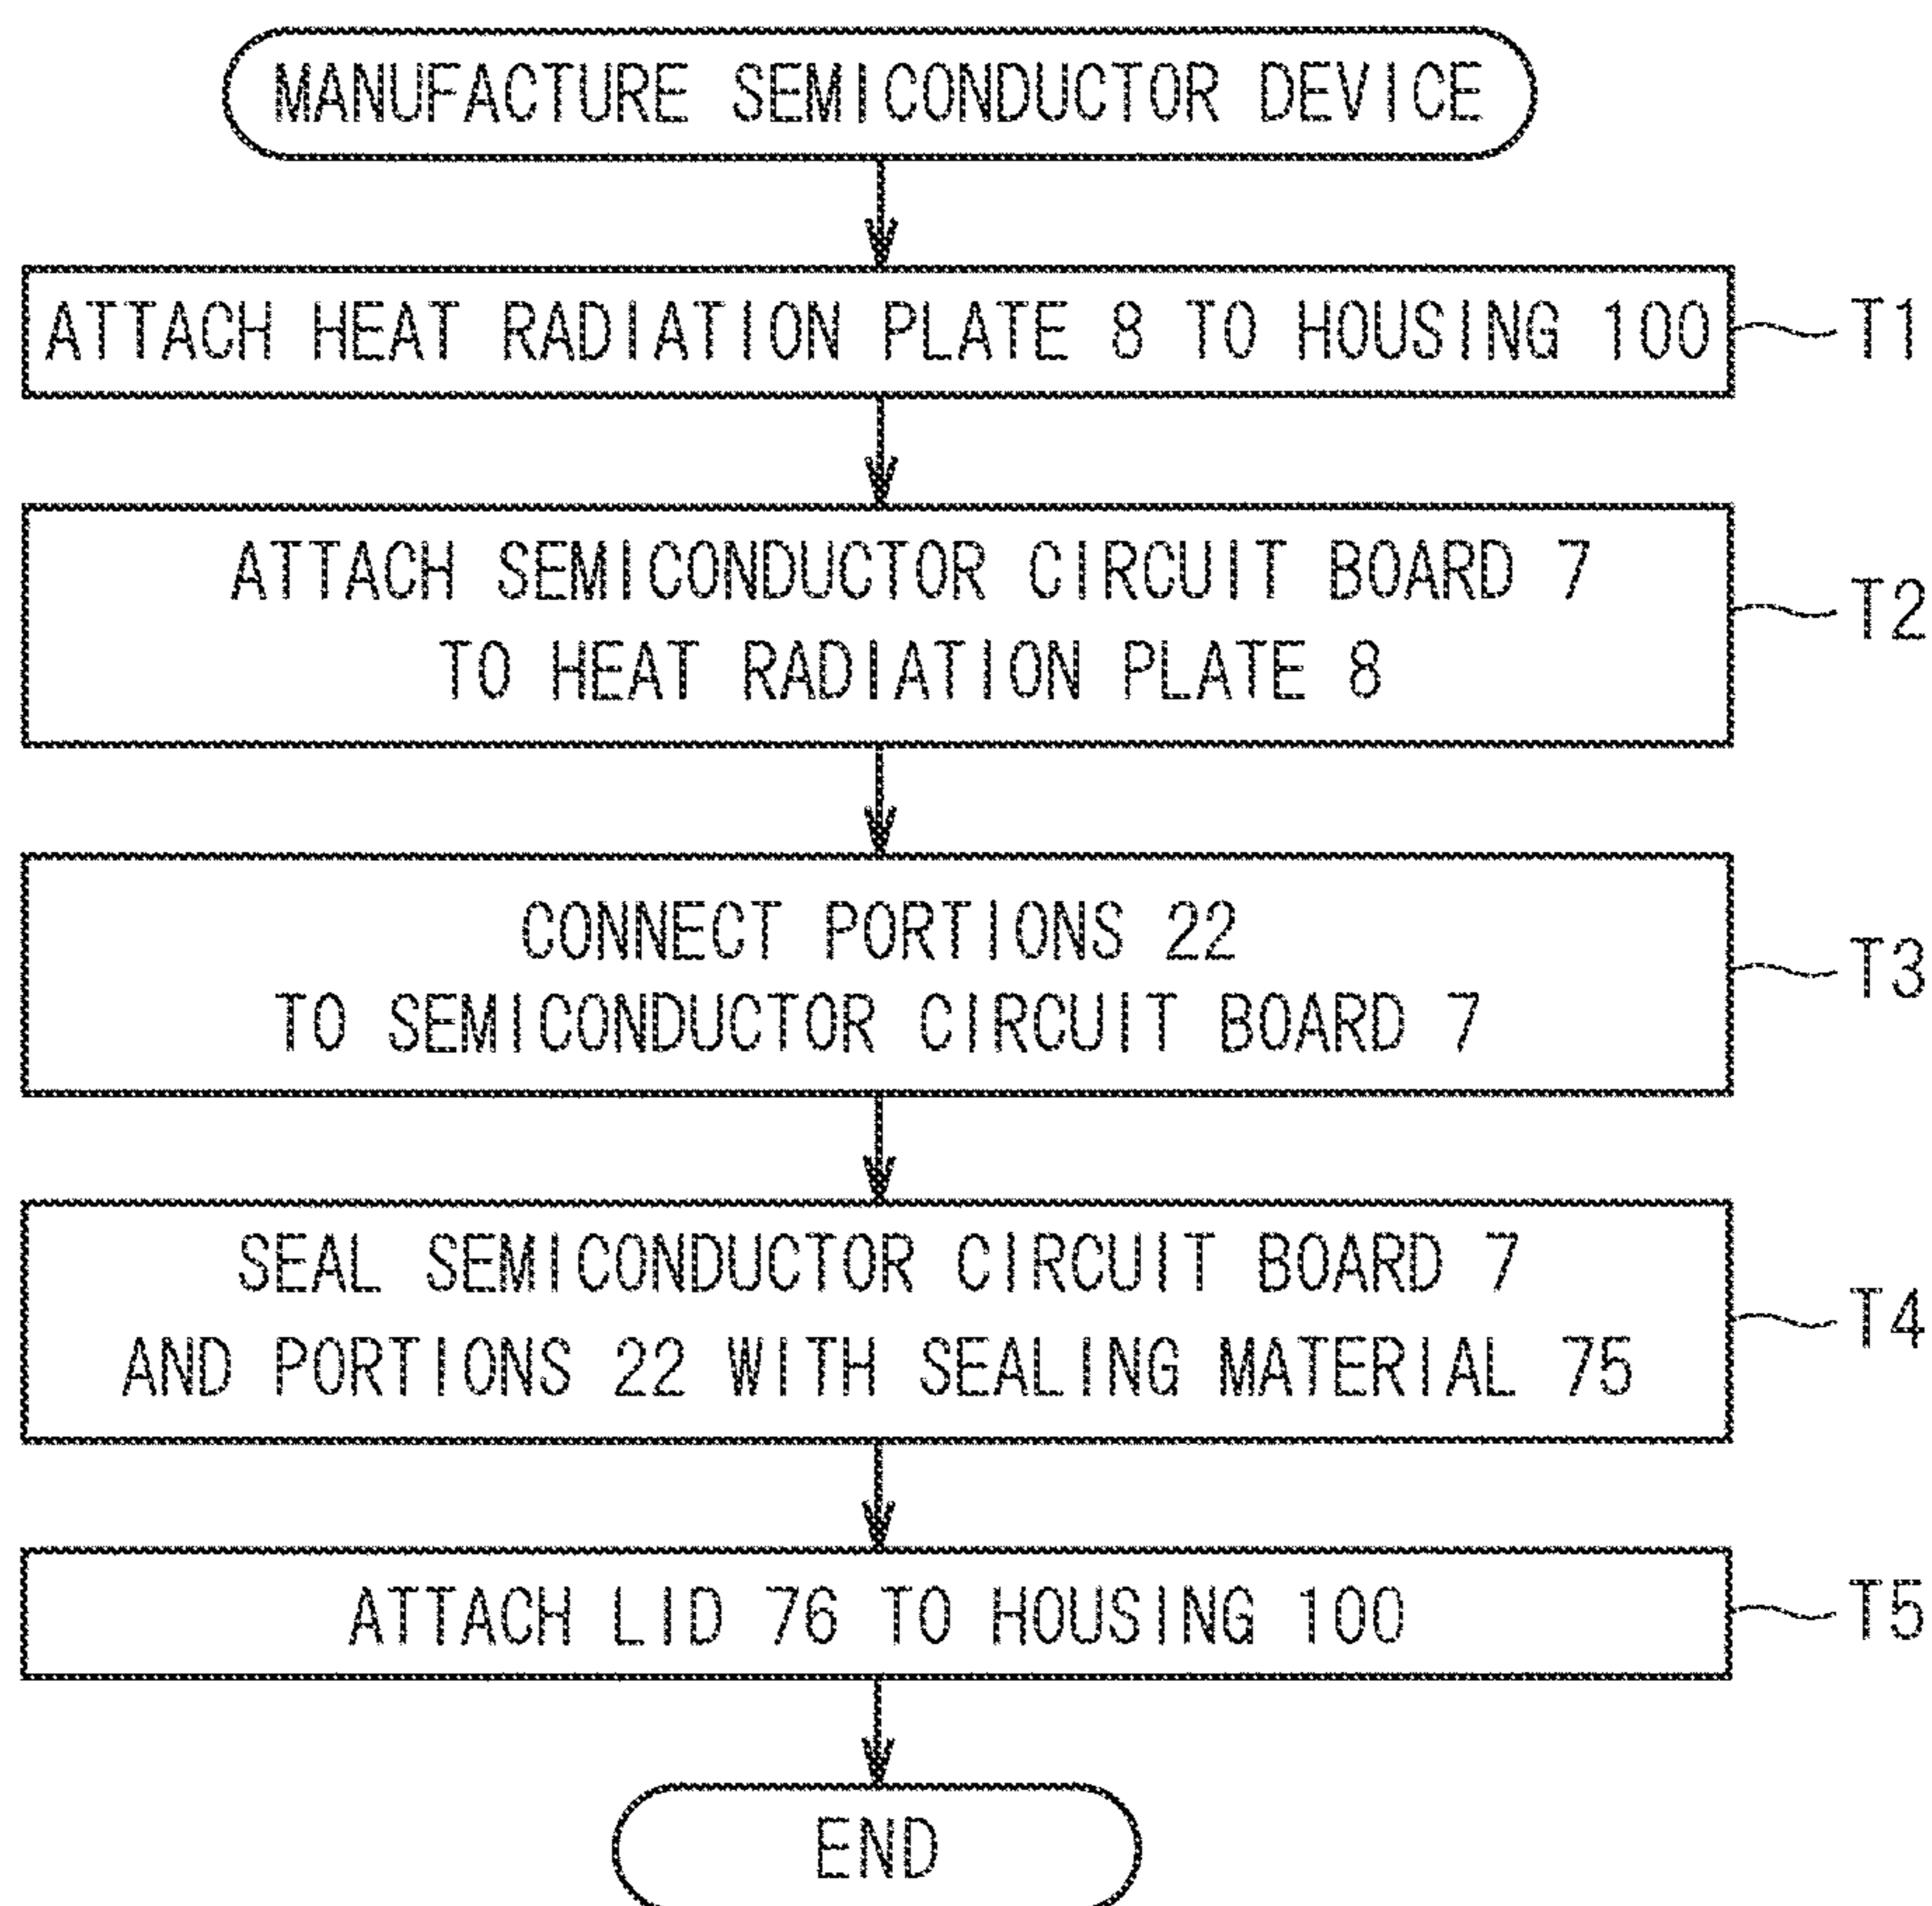 MANUFACTURE SEMICONDUCTOR DEVICE
ATTACH HEAT RADIATION PLATE 8 TO HOUSING 100
T1
ATTACH SEMICONDUCTOR CIRCUIT BOARD 7
TO HEAT RADIATION PLATE 8
T2
CONNECT PORTIONS 22
TO SEMICONDUCTOR CIRCUIT BOARD 7
T3
SEAL SEMICONDUCTOR CIRCUIT BOARD 7
AND PORTIONS 22 WITH SEALING MATERIAL 75
T4
ATTACH LID 76 TO HOUSING 100
T5
END